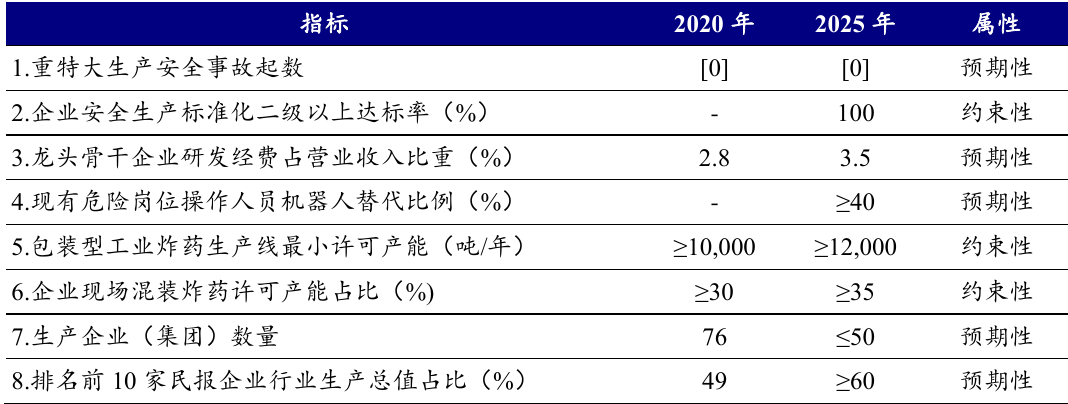 指标 2020 年 2025 年 属性
1.重特大生产安全事故起数 [0] [0] 预期性
2.企业安全生产标准化二级以上达标率（%） - 100 约束性
3.龙头骨干企业研发经费占营业收入比重（%） 2.8 3.5 预期性
4.现有危险岗位操作人员机器人替代比例（%） - ≥40 预期性
5.包装型工业炸药生产线最小许可产能（吨/年） ≥10,000 ≥12,000 约束性
6.企业现场混装炸药许可产能占比（%) ≥30 ≥35 约束性
7.生产企业（集团）数量 76 ≤50 预期性
8.排名前 10 家民报企业行业生产总值占比（%） 49 ≥60 预期性